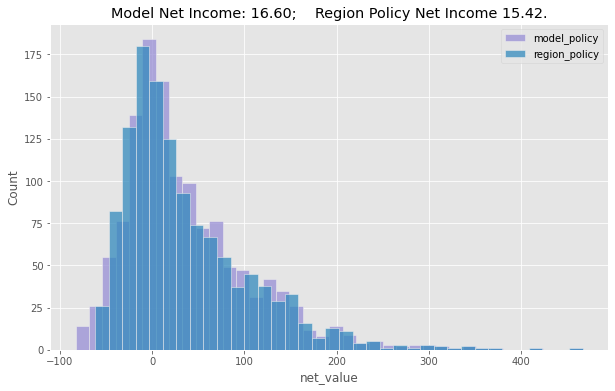 Model Net Income: 16.60;    Region Policy Net Income 15.42.
model_policy
region_policy
175
150
125
100
75
50
25
0
Count
−100
0
100
200
300
400
net_value